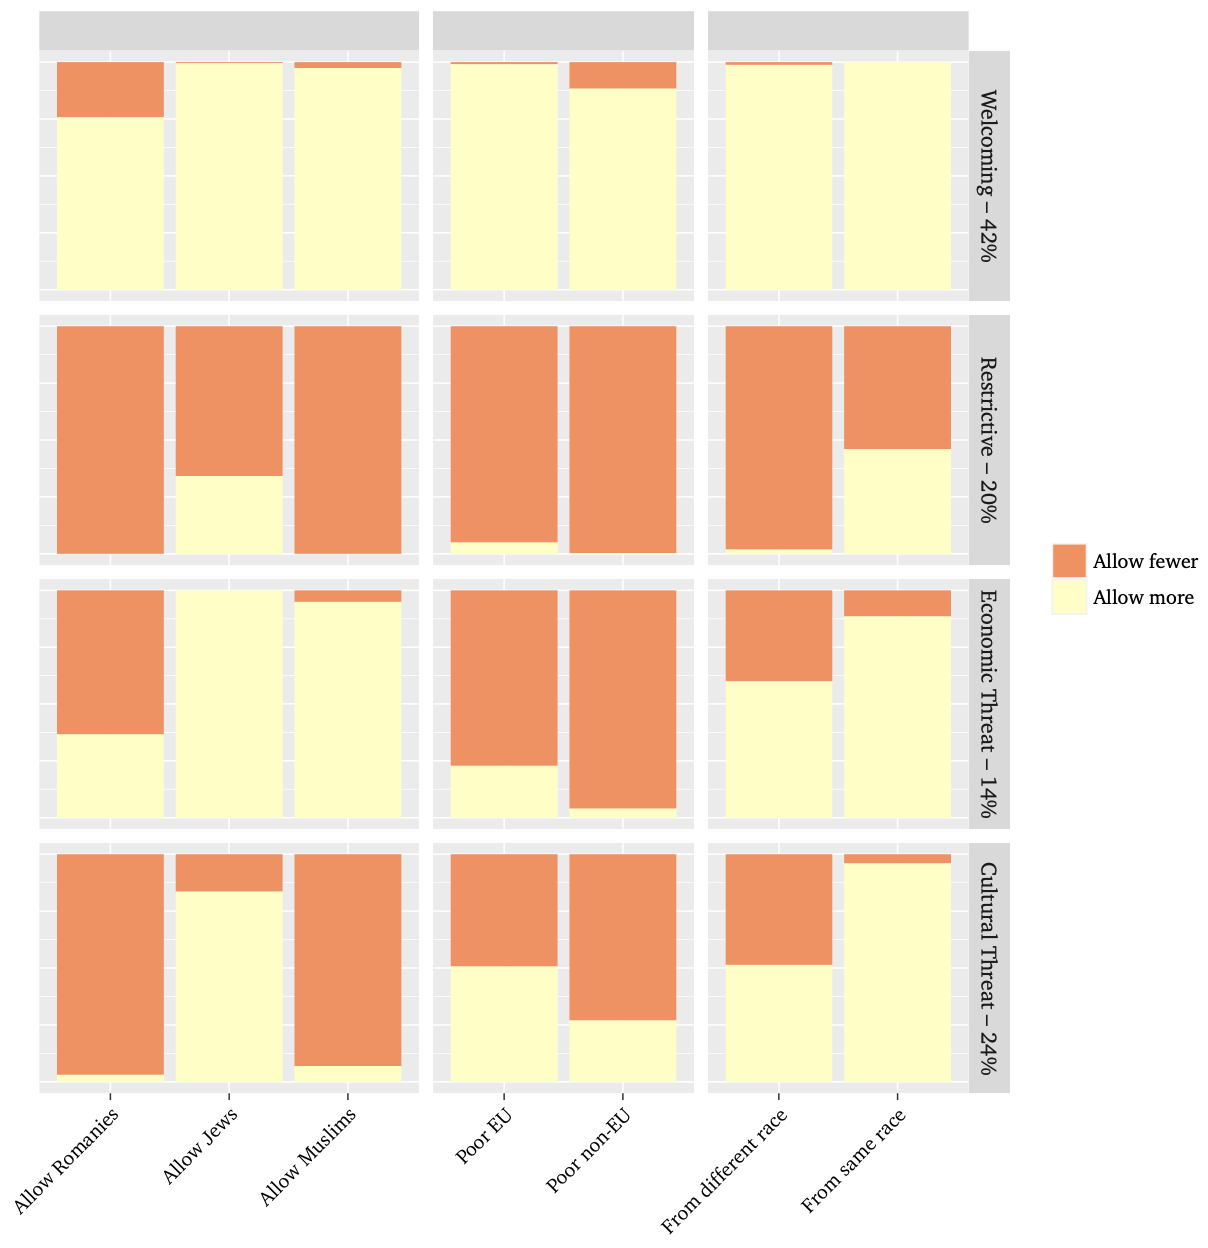 Welcoming – 42%
Restrictive – 20%
Economic Threat – 14%
Cultural Threat – 24%
Allow fewer
Allow more
Allow Romanies
Allow Jews
Allow Muslims
Poor EU
Poor non-EU
From different race
From same race